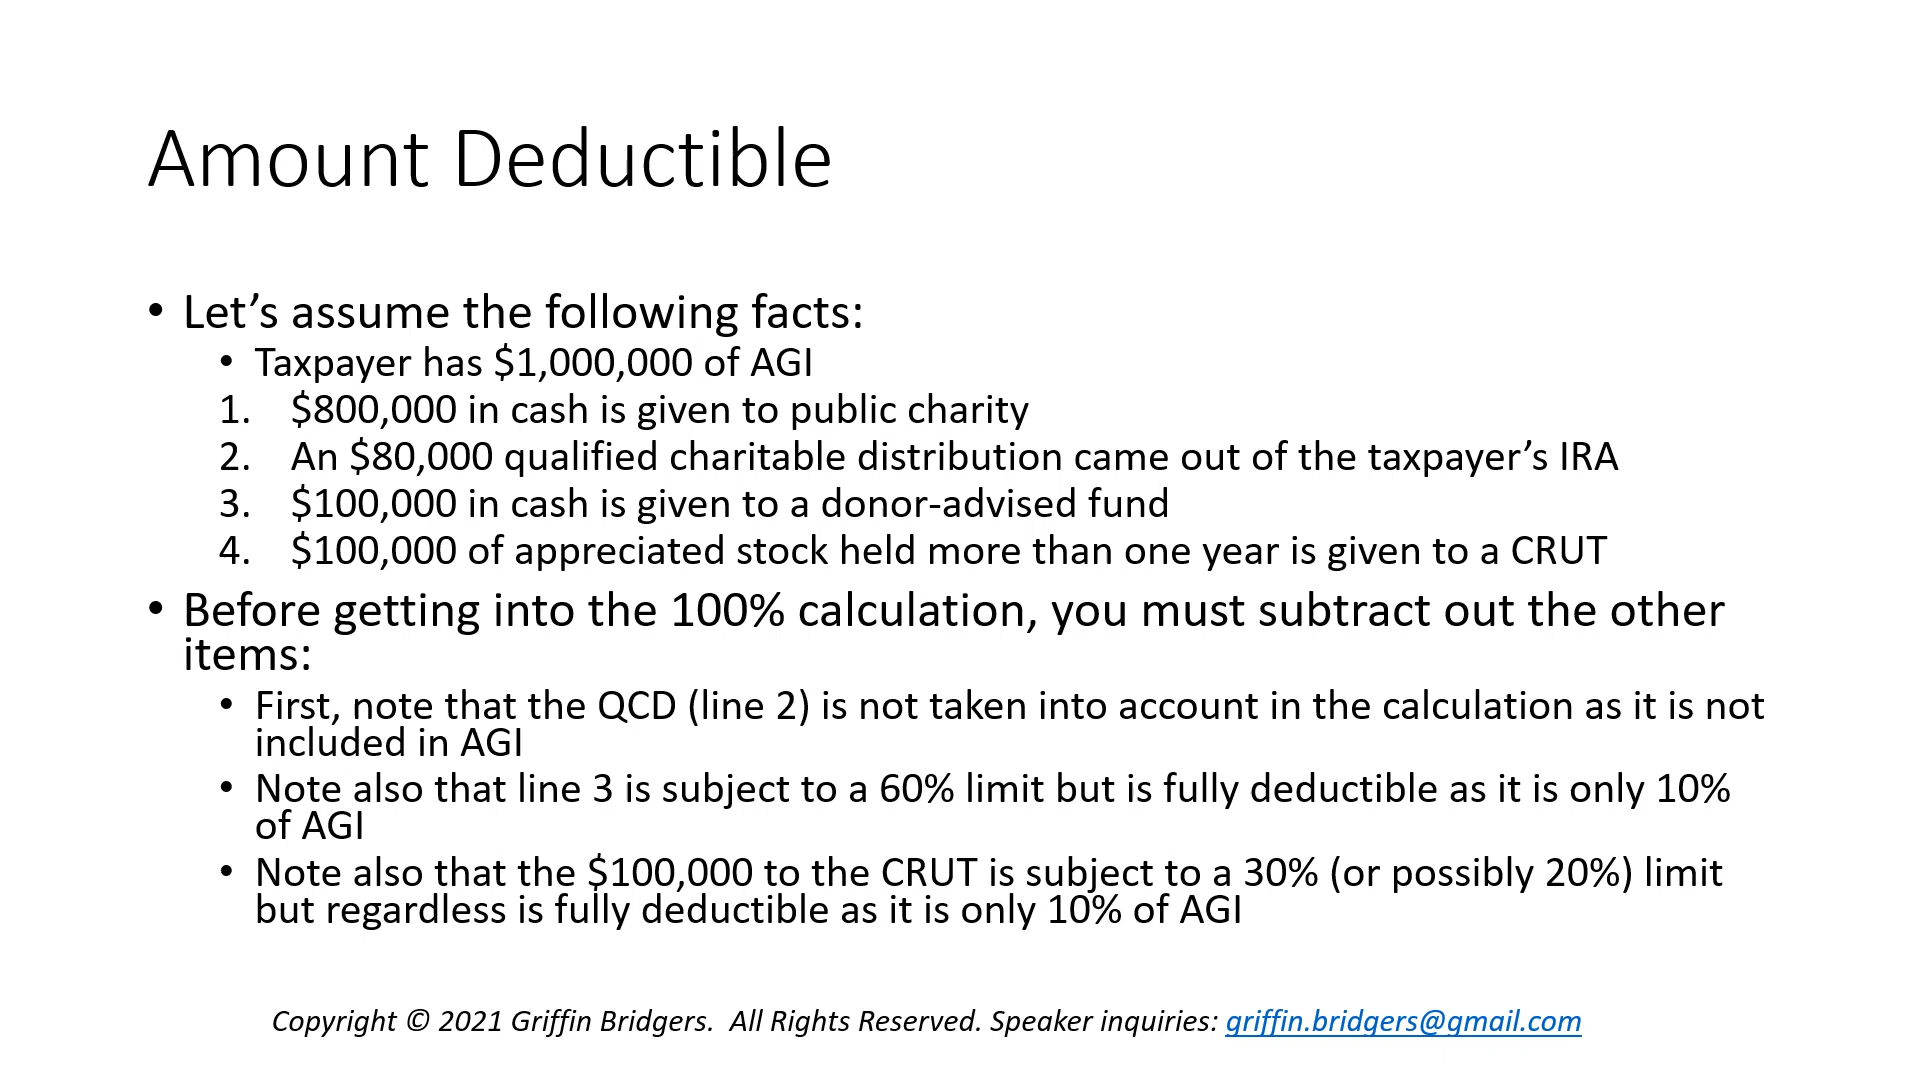 Amount Deductible
• Let’s assume the following facts:
• Taxpayer has $1,000,000 of AGI
1. $800,000 in cash is given to public charity
2. An $80,000 qualified charitable distribution came out of the taxpayer’s IRA
3. $100,000 in cash is given to a donor-advised fund
4. $100,000 of appreciated stock held more than one year is given to a CRUT
• Before getting into the 100% calculation, you must subtract out the other
items:
• First, note that the QCD (line 2) is not taken into account in the calculation as it is not
included in AGI
• Note also that line 3 is subject to a 60% limit but is fully deductible as it is only 10%
of AGI
• Note also that the $100,000 to the CRUT is subject to a 30% (or possibly 20%) limit
but regardless is fully deductible as it is only 10% of AGI
Copyright © 2021 Griffin Bridgers.  All Rights Reserved. Speaker inquiries: griffin.bridgers@gmail.com